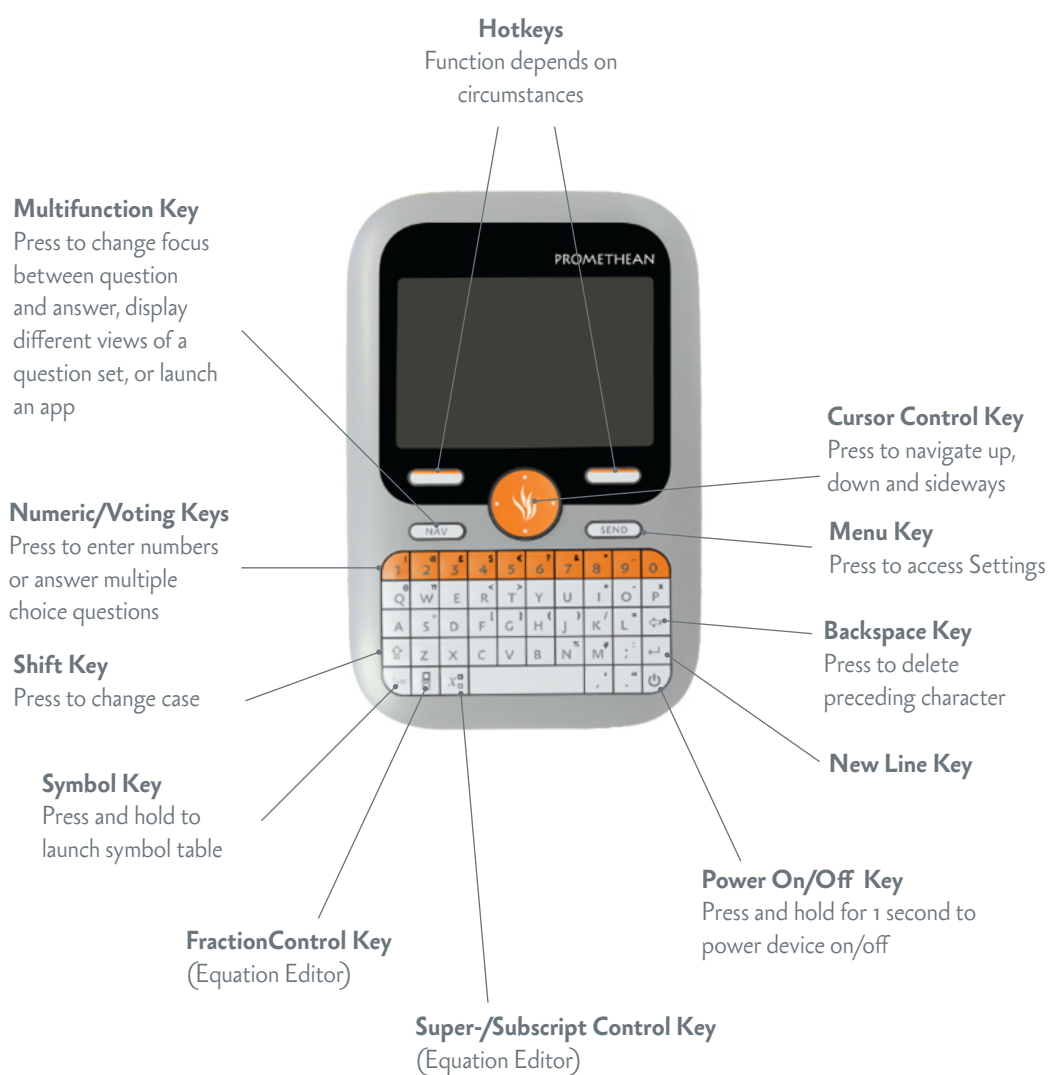 Hotkeys
Function depends on
circumstances
Multifunction Key
Press to change focus
between question
and answer, display
different views of a
question set, or launch
an app
PROMETHEAN
Cursor Control Key
Press to navigate up,
down and sideways
Numeric/Voting Keys
Press to enter numbers
or answer multiple
choice questions
Menu Key
Press to access Settings
NAV
SEND
1 2 3 4 5 6 7 8 9 0
Q W E R T Y U I O P
A S D F G H J K L
Z X C V B N M
Backspace Key
Press to delete
preceding character
Shift Key
Press to change case
New Line Key
Symbol Key
Press and hold to
launch symbol table
Power On/Off Key
Press and hold for 1 second to
power device on/off
FractionControl Key
(Equation Editor)
Super-/Subscript Control Key
(Equation Editor)